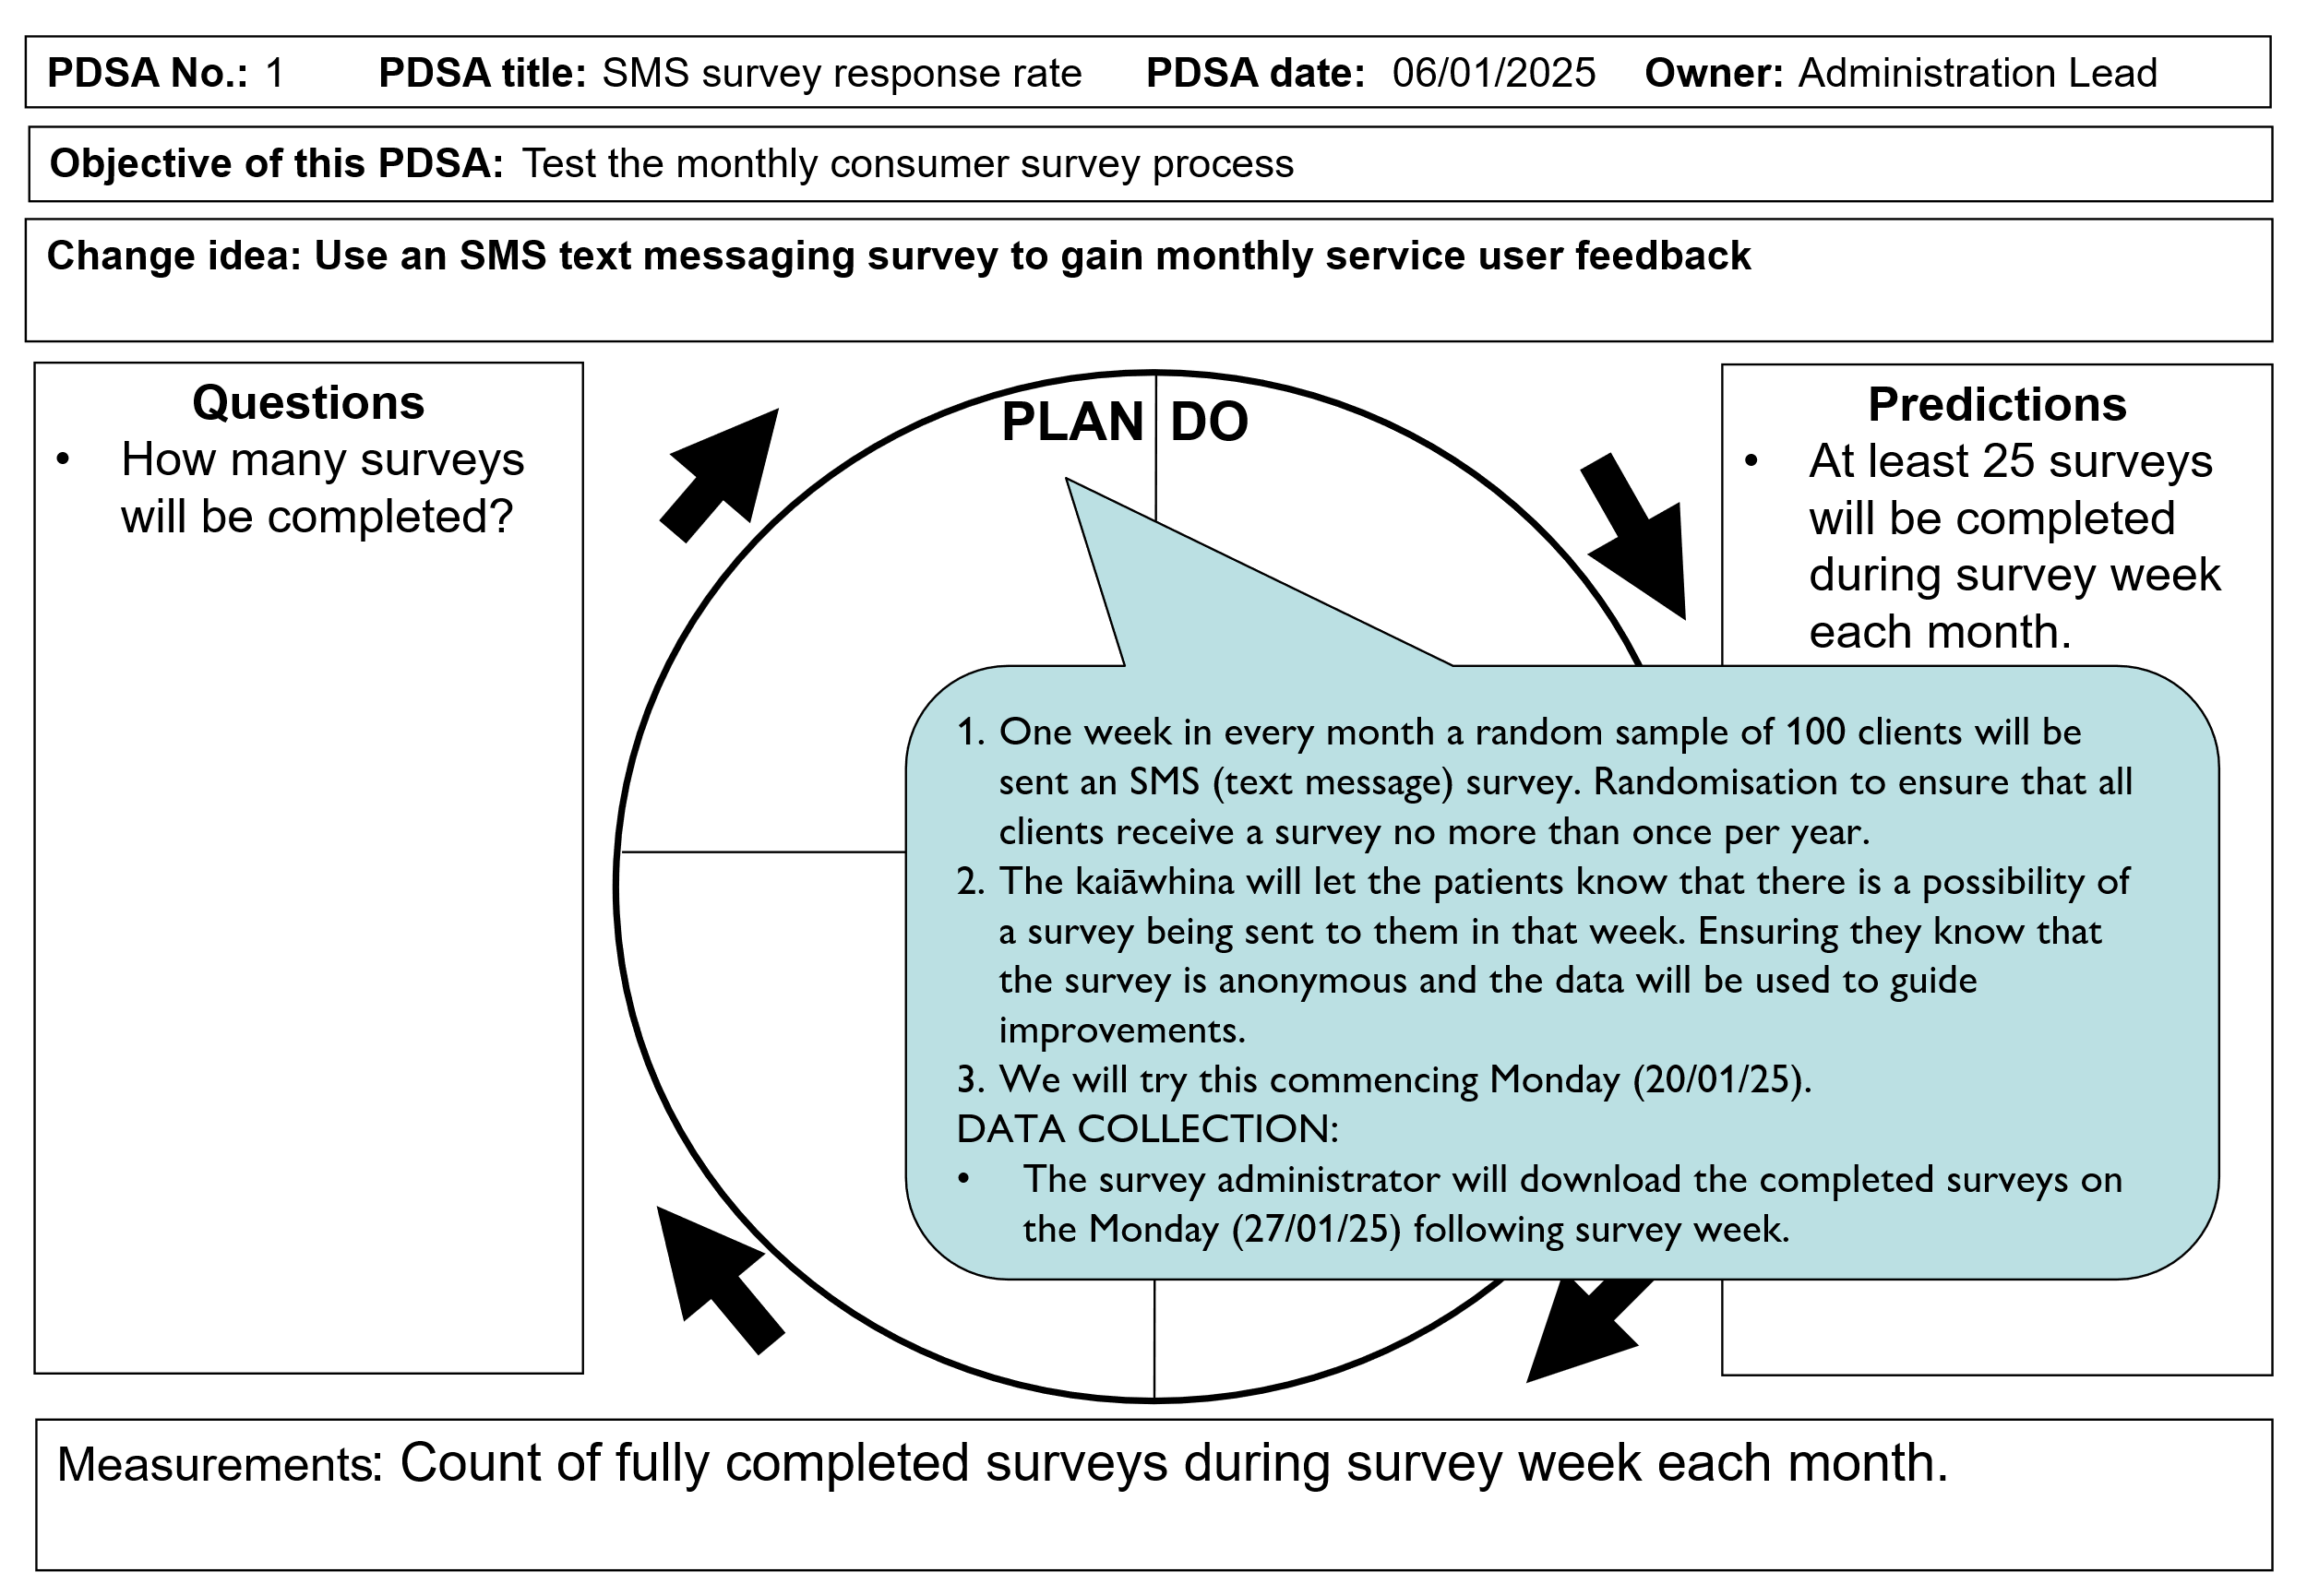 PDSA No.: 1 PDSA title: SMS survey response rate PDSA date: 06/01/2025 Owner: Administration Lead
Objective of this PDSA: Test the monthly consumer survey process
Change idea: Use an SMS text messaging survey to gain monthly service user feedback
Questions
• How many surveys
will be completed?
PLAN DO
Predictions
• At least 25 surveys
will be completed
during survey week
each month.
1. One week in every month a random sample of 100 clients will be
sent an SMS (text message) survey. Randomisation to ensure that all
clients receive a survey no more than once per year.
2. The kaiāwhina will let the patients know that there is a possibility of
a survey being sent to them in that week. Ensuring they know that
the survey is anonymous and the data will be used to guide
improvements.
3. We will try this commencing Monday (20/01/25).
DATA COLLECTION:
• The survey administrator will download the completed surveys on
the Monday (27/01/25) following survey week.
Measurements: Count of fully completed surveys during survey week each month.